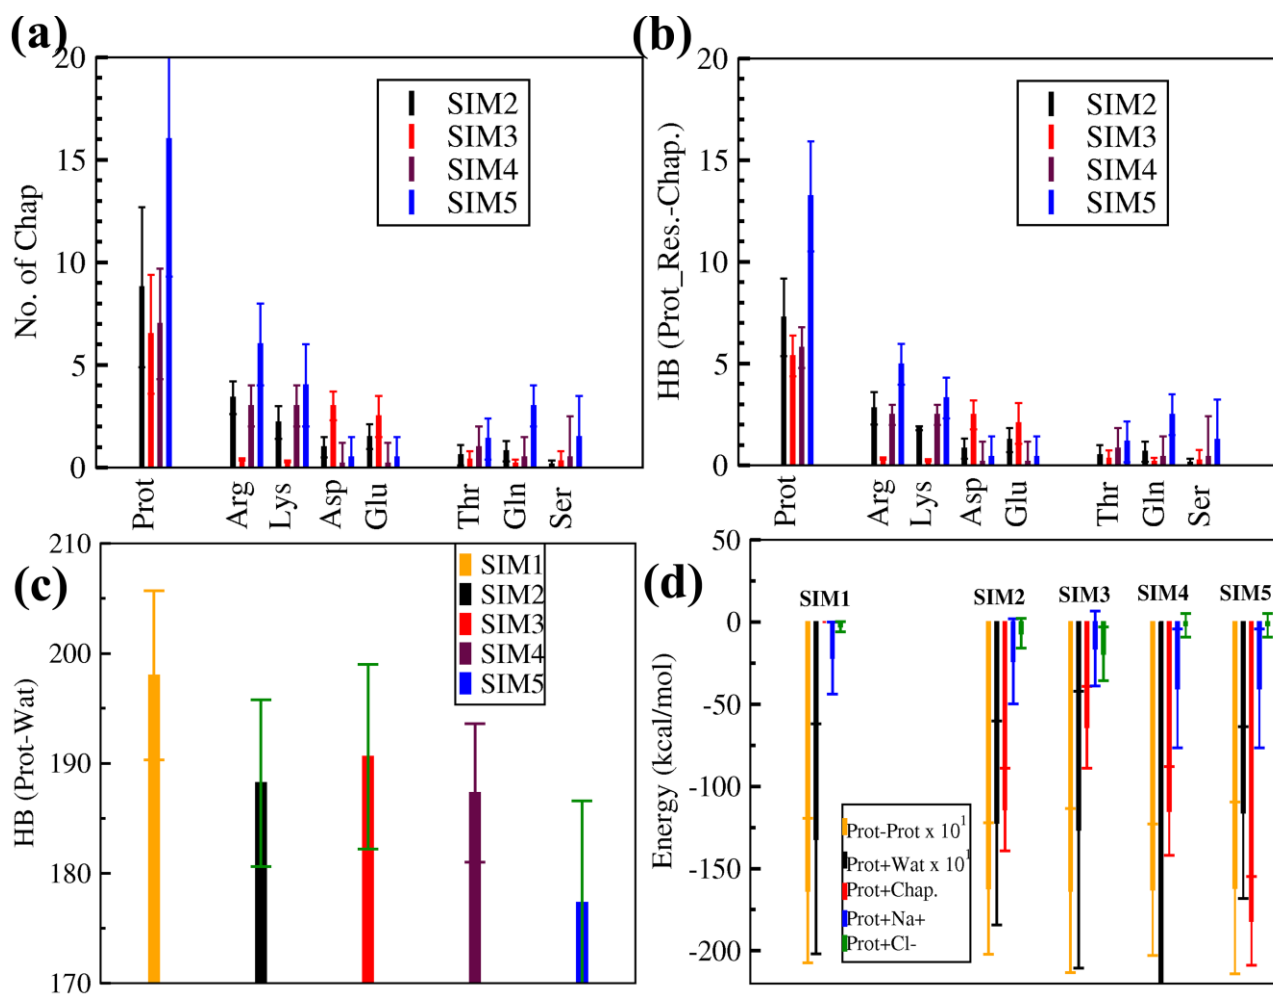 (a)
20
15
10
5
0
No. of Chap
SIM2
SIM3
SIM4
SIM5
Prot
Arg
Lys
Asp
Glu
Thr
Gln
Ser
(b)
20
15
10
5
0
HB (Prot_Res.-Chap.)
SIM2
SIM3
SIM4
SIM5
Prot
Arg
Lys
Asp
Glu
Thr
Gln
Ser
(c)
210
200
190
180
170
HB (Prot-Wat)
SIM1
SIM2
SIM3
SIM4
SIM5
(d)
50
0
-50
-100
-150
-200
Energy (kcal/mol)
SIM1
SIM2
SIM3
SIM4
SIM5
Prot-Prot x 10¹
Prot+Wat x 10¹
Prot+Chap.
Prot+Na+
Prot+Cl-